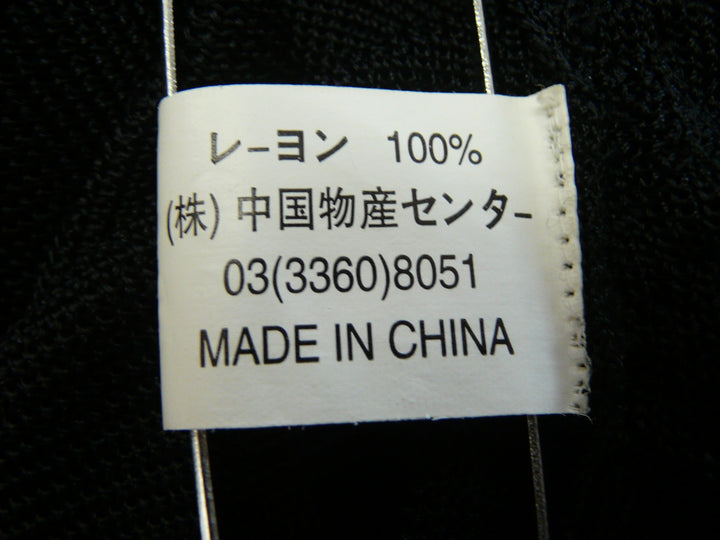 レーヨン 100%
(株) 中国物産センター
03(3360)8051
MADE IN CHINA